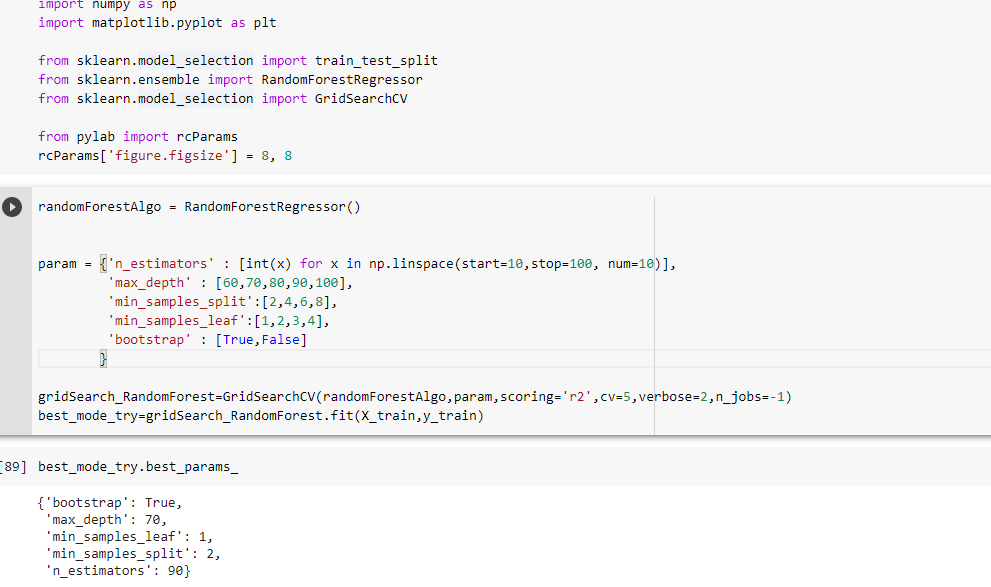 import numpy as np
import matplotlib.pyplot as plt
from sklearn.model_selection import train_test_split
from sklearn.ensemble import RandomForestRegressor
from sklearn.model_selection import GridSearchCV
from pylab import rcParams
rcParams['figure.figsize'] = 8, 8
randomForestAlgo = RandomForestRegressor()
param = {'n_estimators' : [int(x) for x in np.linspace(start=10,stop=100, num=10)],
'max_depth' : [60,70,80,90,100],
'min_samples_split':[2,4,6,8],
'min_samples_leaf':[1,2,3,4],
'bootstrap' : [True,False]
}
gridSearch_RandomForest=GridSearchCV(randomForestAlgo,param,scoring='r2',cv=5,verbose=2,n_jobs=-1)
best_mode_try=gridSearch_RandomForest.fit(X_train,y_train)
[89] best_mode_try.best_params_
{'bootstrap': True,
'max_depth': 70,
'min_samples_leaf': 1,
'min_samples_split': 2,
'n_estimators': 90}